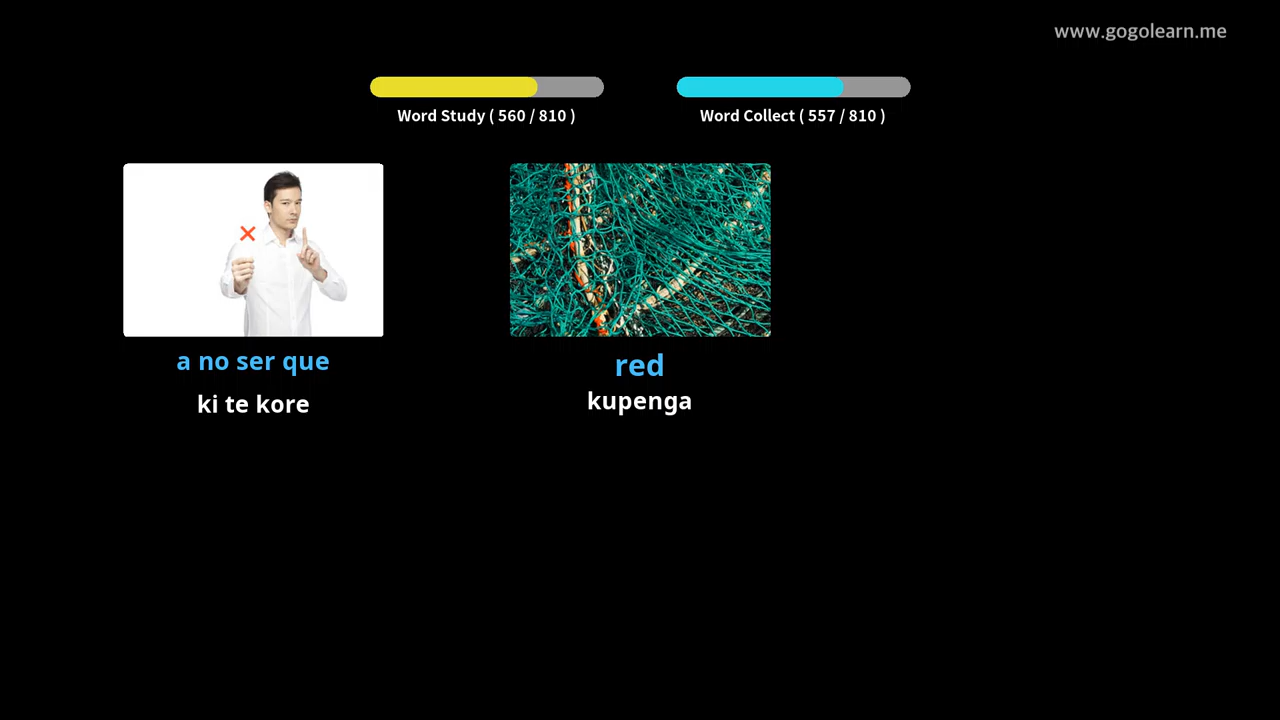 www.gogolearn.me
Word Study ( 560 / 810 )
Word Collect ( 557 / 810 )
a no ser que
ki te kore
red
kupenga